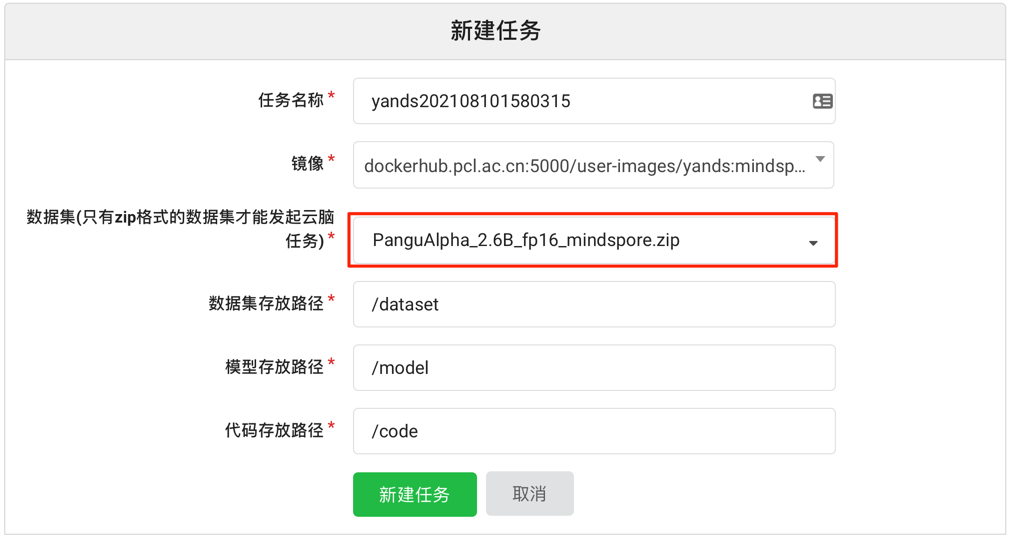 新建任务
任务名称*
yands202108101580315
镜像*
dockerhub.pcl.ac.cn:5000/user-images/yands:mindsp...
数据集(只有zip格式的数据集才能发起云脑
任务)*
PanguAlpha_2.6B_fp16_mindspore.zip
数据集存放路径*
/dataset
模型存放路径*
/model
代码存放路径*
/code
新建任务
取消